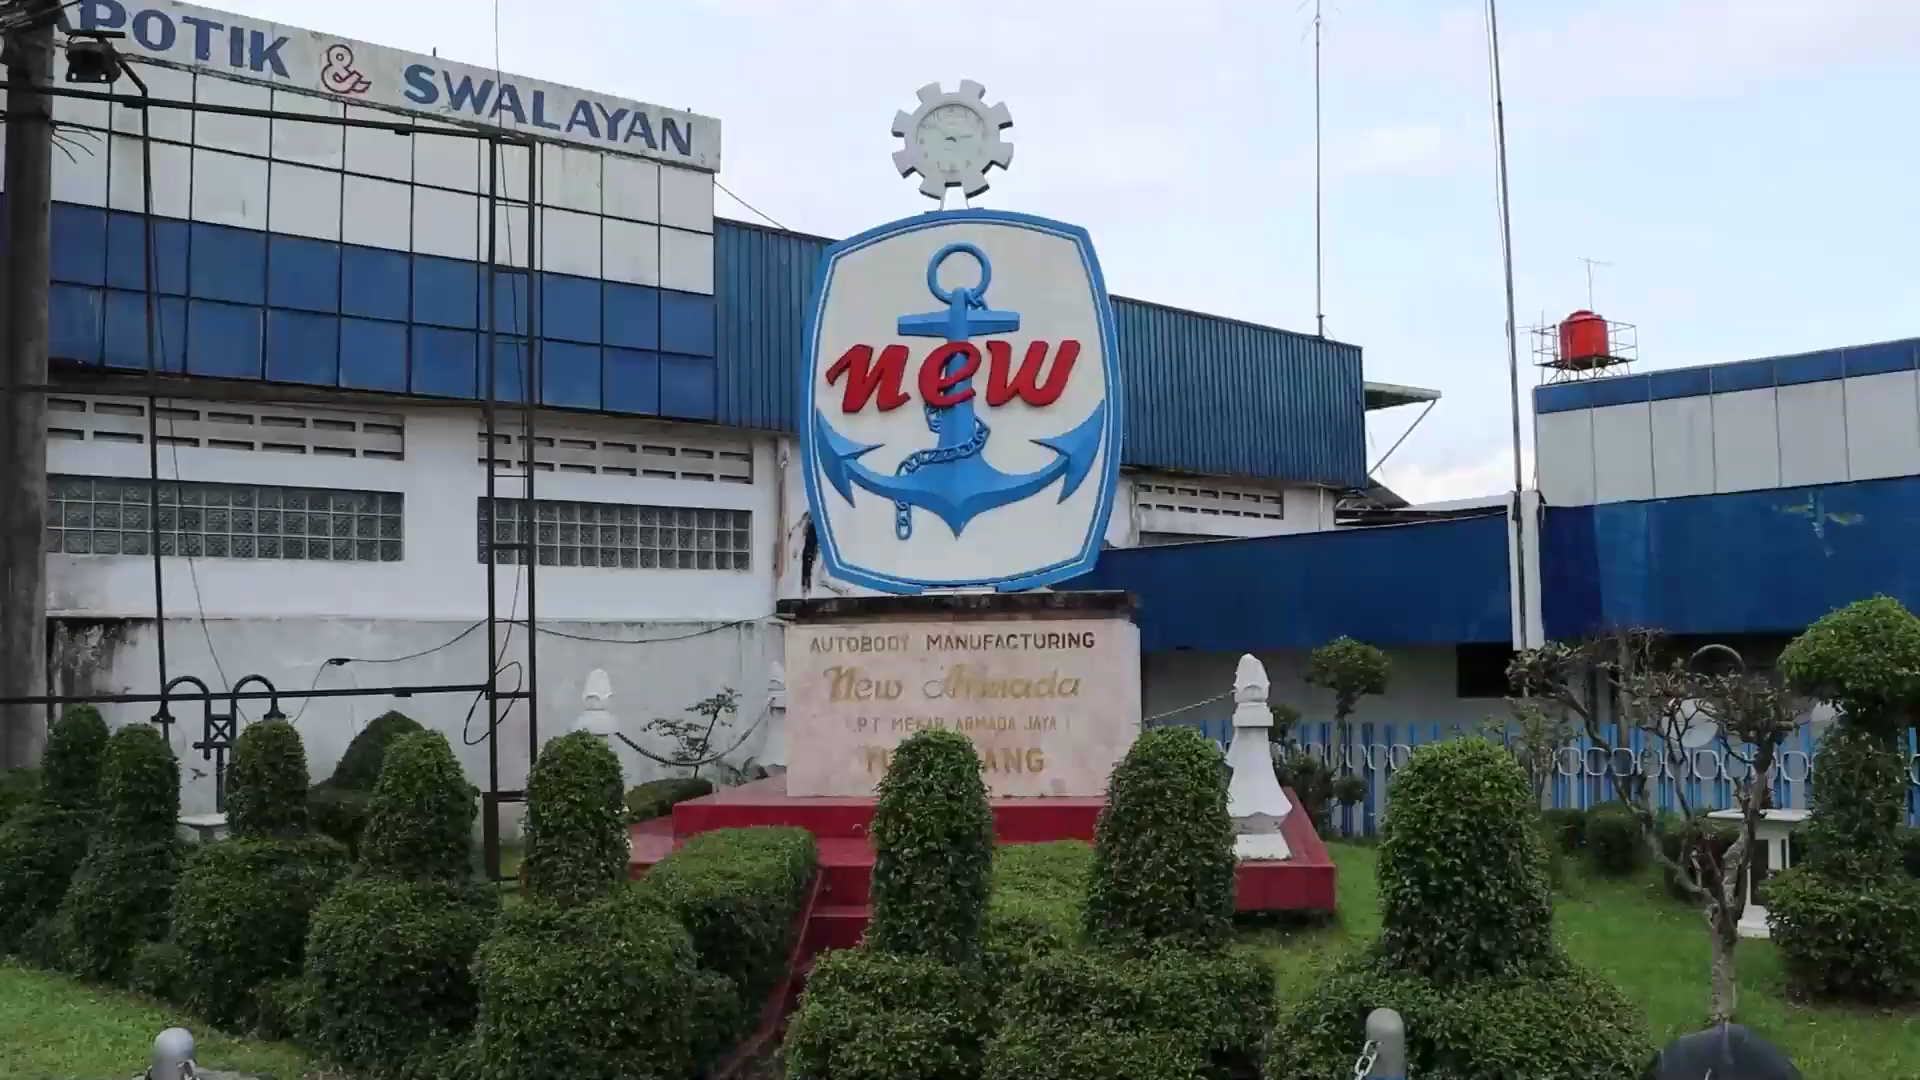 APOTIK & SWALAYAN
new
AUTOBODY MANUFACTURING
New Armada
(PT MEKAR ARMADA JAYA)